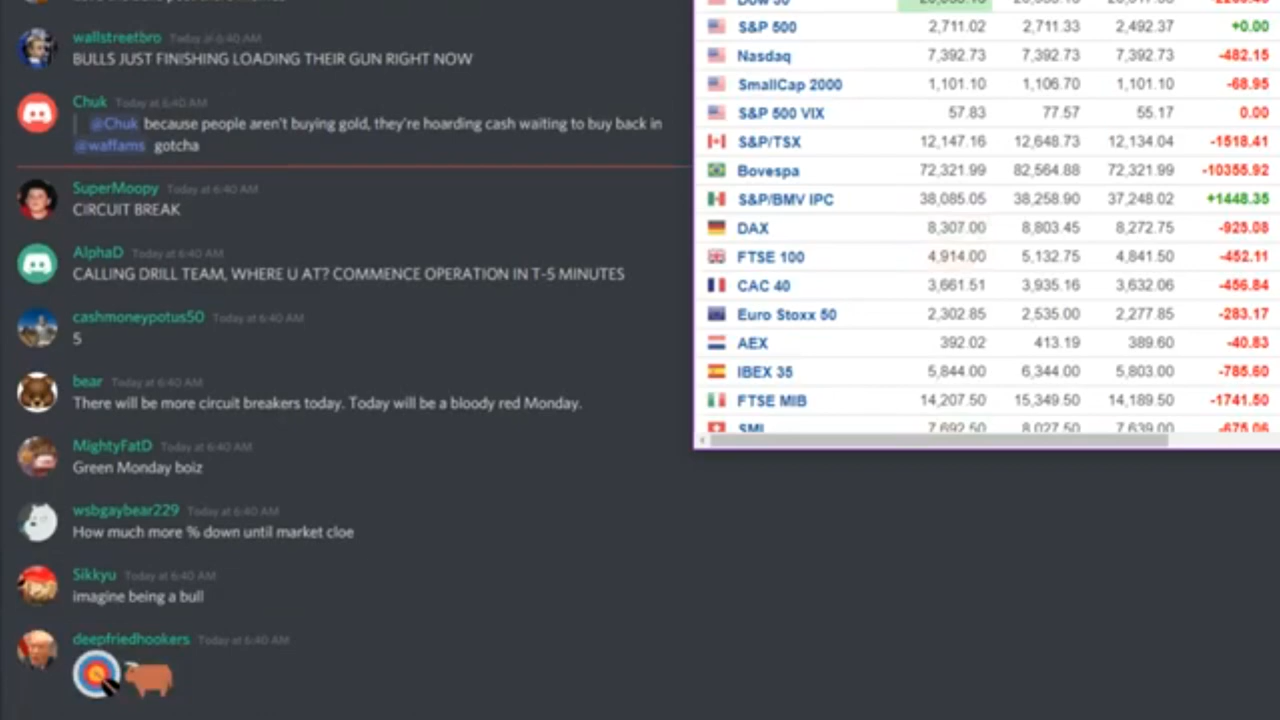 wallstreetbro Today at 6:40 AM
BULLS JUST FINISHING LOADING THEIR GUN RIGHT NOW
Chuk Today at 6:40 AM
@Chuk because people aren't buying gold, they're hoarding cash waiting to buy back in
@waffams gotcha
SuperMoopy Today at 6:40 AM
CIRCUIT BREAK
AlphaD Today at 6:40 AM
CALLING DRILL TEAM, WHERE U AT? COMMENCE OPERATION IN T-5 MINUTES
cashmoneypotus50 Today at 6:40 AM
5
bear Today at 6:40 AM
There will be more circuit breakers today. Today will be a bloody red Monday.
MightyFatD Today at 6:40 AM
Green Monday boiz
wsbgaybear229 Today at 6:40 AM
How much more % down until market cloe
Sikkyu Today at 6:40 AM
imagine being a bull
deepfriedhookers Today at 6:40 AM
Dow 30
S&P 500 2,711.02 2,711.33 2,492.37 +0.00
Nasdaq 7,392.73 7,392.73 7,392.73 -482.15
SmallCap 2000 1,101.10 1,106.70 1,101.10 -68.95
S&P 500 VIX 57.83 77.57 55.17 0.00
S&P/TSX 12,147.16 12,648.73 12,134.04 -1518.41
Bovespa 72,321.99 82,564.88 72,321.99 -10355.92
S&P/BMV IPC 38,085.05 38,258.90 37,248.02 +1448.35
DAX 8,307.00 8,803.45 8,272.75 -925.08
FTSE 100 4,914.00 5,132.75 4,841.50 -452.11
CAC 40 3,661.51 3,935.16 3,632.06 -456.84
Euro Stoxx 50 2,302.85 2,535.00 2,277.85 -283.17
AEX 392.02 413.19 389.60 -40.83
IBEX 35 5,844.00 6,344.00 5,803.00 -785.60
FTSE MIB 14,207.50 15,349.50 14,189.50 -1741.50
SMI 7,692.50 8,027.50 7,639.00 -675.06